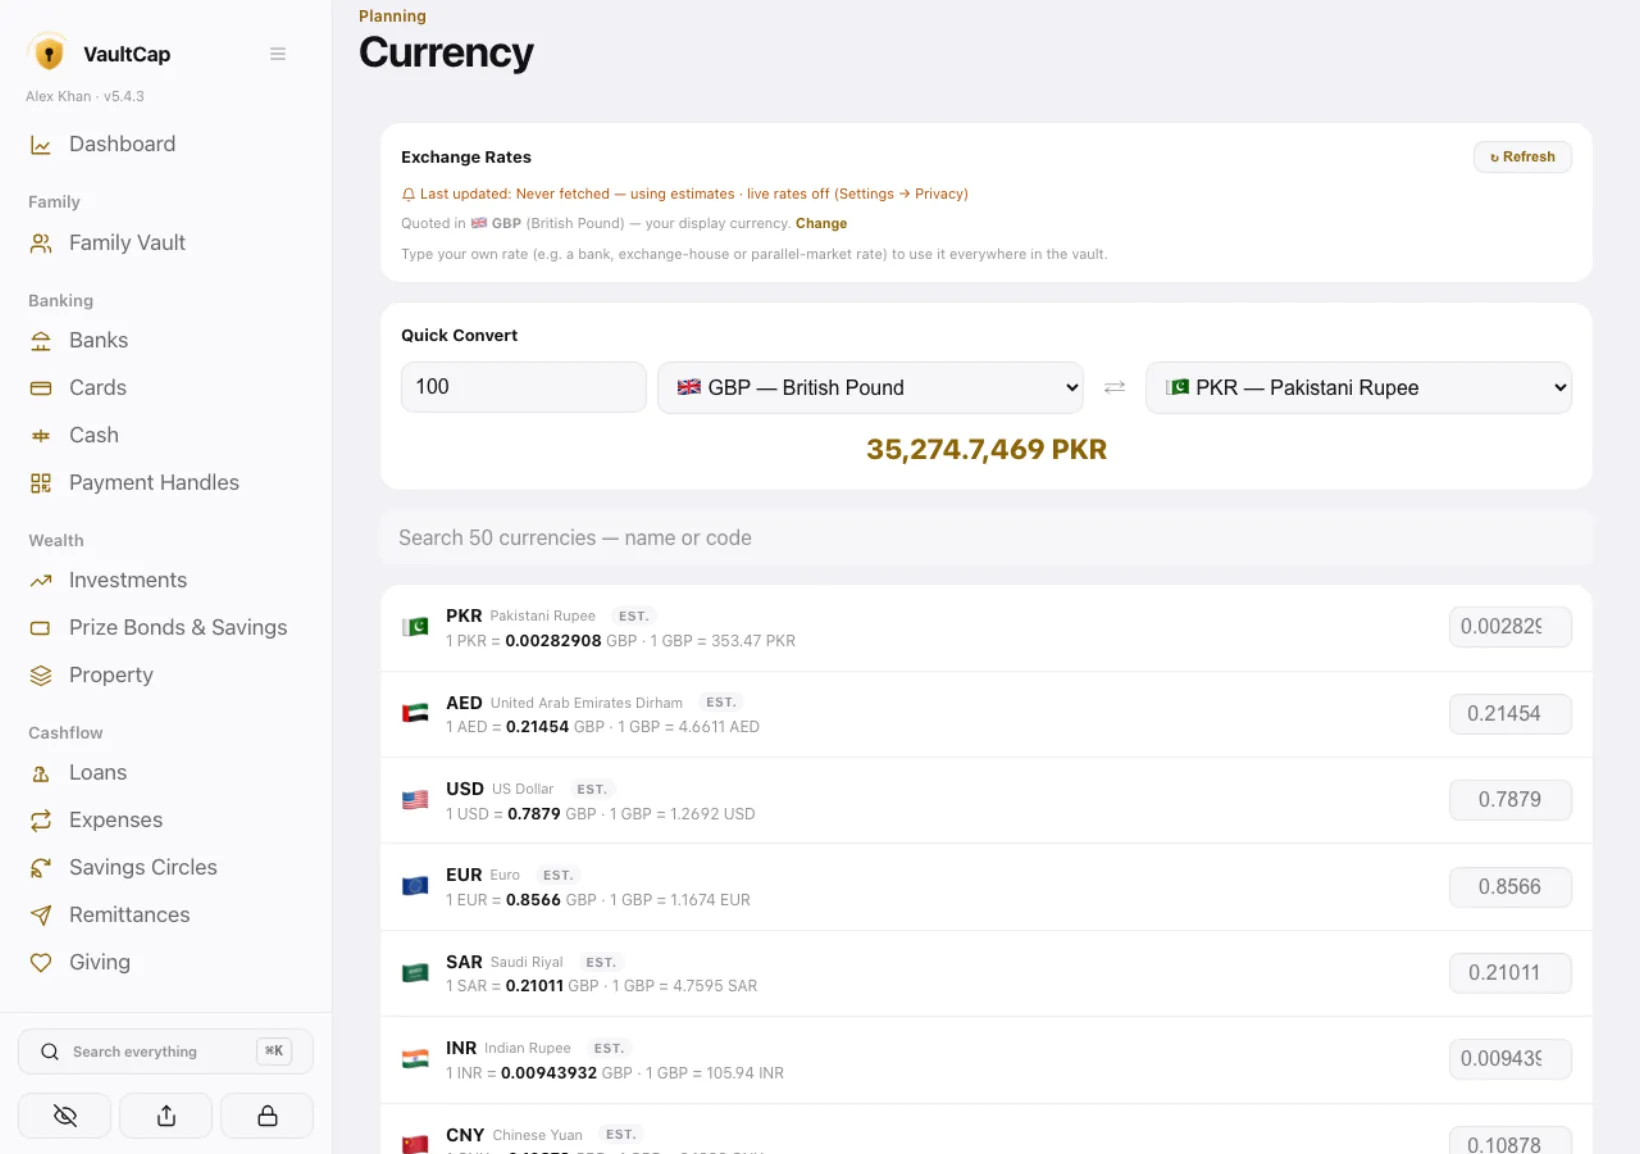 VaultCap
Alex Khan · v5.4.3
Dashboard
Family
Family Vault
Banking
Banks
Cards
Cash
Payment Handles
Wealth
Investments
Prize Bonds & Savings
Property
Cashflow
Loans
Expenses
Savings Circles
Remittances
Giving
Search everything ⌘K
Planning
Currency
Exchange Rates
↻ Refresh
Last updated: Never fetched — using estimates · live rates off (Settings → Privacy)
Quoted in 🇬🇧 GBP (British Pound) — your display currency. Change
Type your own rate (e.g. a bank, exchange-house or parallel-market rate) to use it everywhere in the vault.
Quick Convert
100 🇬🇧 GBP — British Pound ⇄ 🇵🇰 PKR — Pakistani Rupee
35,274.7,469 PKR
Search 50 currencies — name or code
PKR Pakistani Rupee EST.
1 PKR = 0.00282908 GBP · 1 GBP = 353.47 PKR
0.002829
AED United Arab Emirates Dirham EST.
1 AED = 0.21454 GBP · 1 GBP = 4.6611 AED
0.21454
USD US Dollar EST.
1 USD = 0.7879 GBP · 1 GBP = 1.2692 USD
0.7879
EUR Euro EST.
1 EUR = 0.8566 GBP · 1 GBP = 1.1674 EUR
0.8566
SAR Saudi Riyal EST.
1 SAR = 0.21011 GBP · 1 GBP = 4.7595 SAR
0.21011
INR Indian Rupee EST.
1 INR = 0.00943932 GBP · 1 GBP = 105.94 INR
0.009439
CNY Chinese Yuan EST.
0.10878